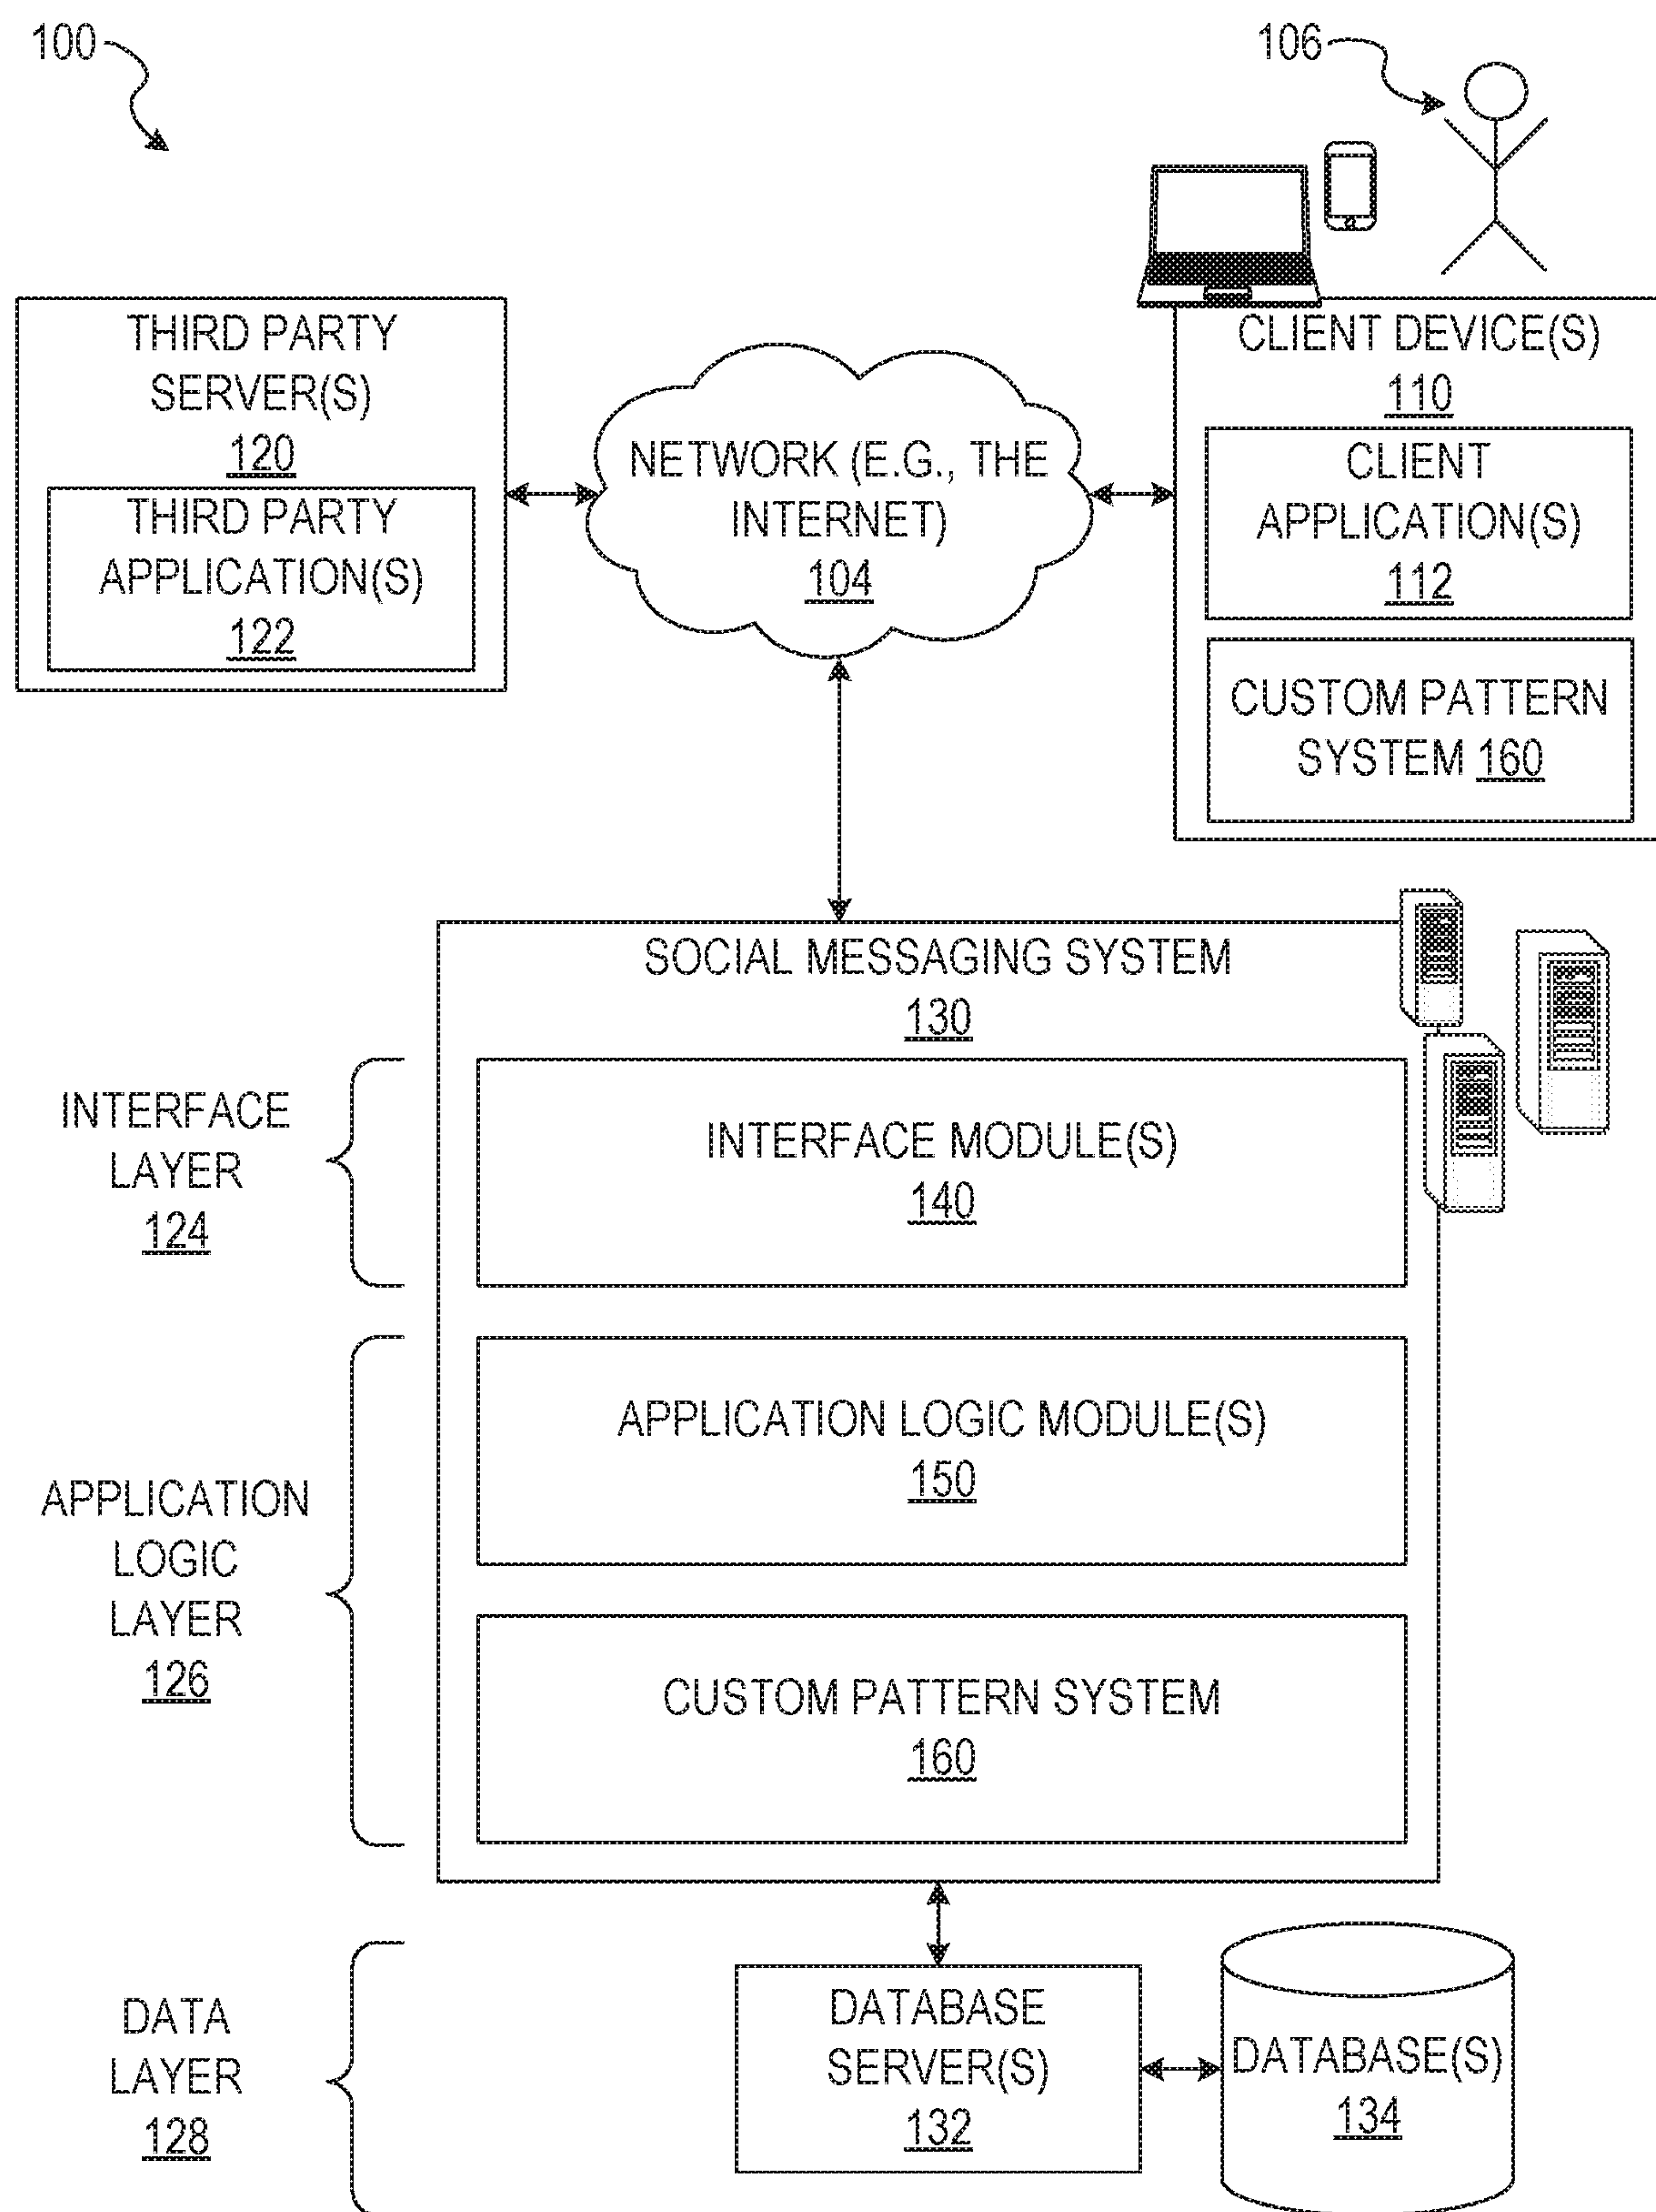 100
106
THIRD PARTY
SERVER(S)
120
THIRD PARTY
APPLICATION(S)
122
NETWORK (E.G., THE
INTERNET)
104
CLIENT DEVICE(S)
110
CLIENT
APPLICATION(S)
112
CUSTOM PATTERN
SYSTEM 160
SOCIAL MESSAGING SYSTEM
130
INTERFACE
LAYER
124
INTERFACE MODULE(S)
140
APPLICATION
LOGIC
LAYER
126
APPLICATION LOGIC MODULE(S)
150
CUSTOM PATTERN SYSTEM
160
DATA
LAYER
128
DATABASE
SERVER(S)
132
DATABASE(S)
134